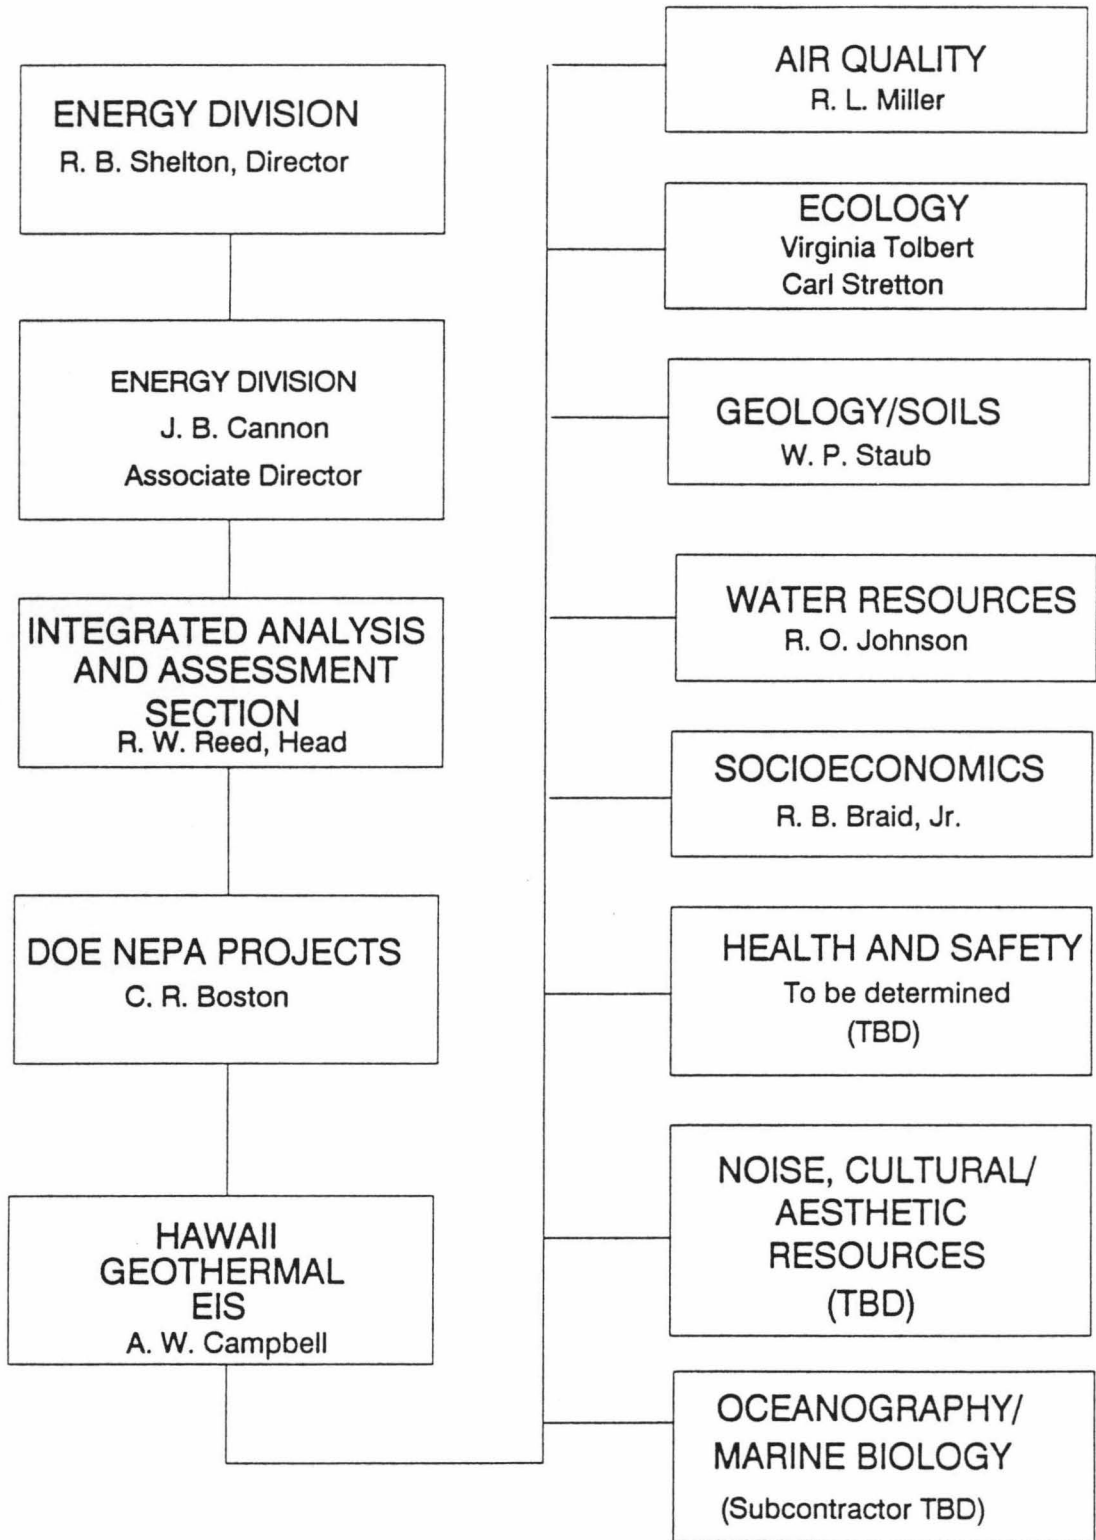 ENERGY DIVISION
R. B. Shelton, Director
ENERGY DIVISION
J. B. Cannon
Associate Director
INTEGRATED ANALYSIS
AND ASSESSMENT
SECTION
R. W. Reed, Head
DOE NEPA PROJECTS
C. R. Boston
HAWAII
GEOTHERMAL
EIS
A. W. Campbell
AIR QUALITY
R. L. Miller
ECOLOGY
Virginia Tolbert
Carl Stretton
GEOLOGY/SOILS
W. P. Staub
WATER RESOURCES
R. O. Johnson
SOCIOECONOMICS
R. B. Braid, Jr.
HEALTH AND SAFETY
To be determined
(TBD)
NOISE, CULTURAL/
AESTHETIC
RESOURCES
(TBD)
OCEANOGRAPHY/
MARINE BIOLOGY
(Subcontractor TBD)